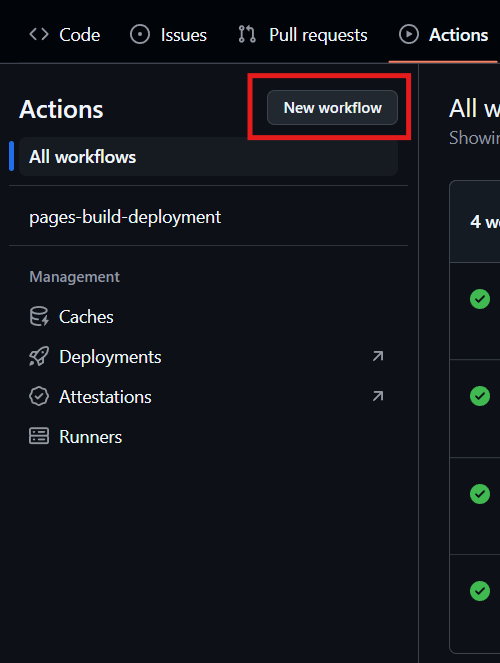 Code Issues Pull requests Actions
Actions New workflow
All workflows
pages-build-deployment
Management
Caches
Deployments
Attestations
Runners
All
4